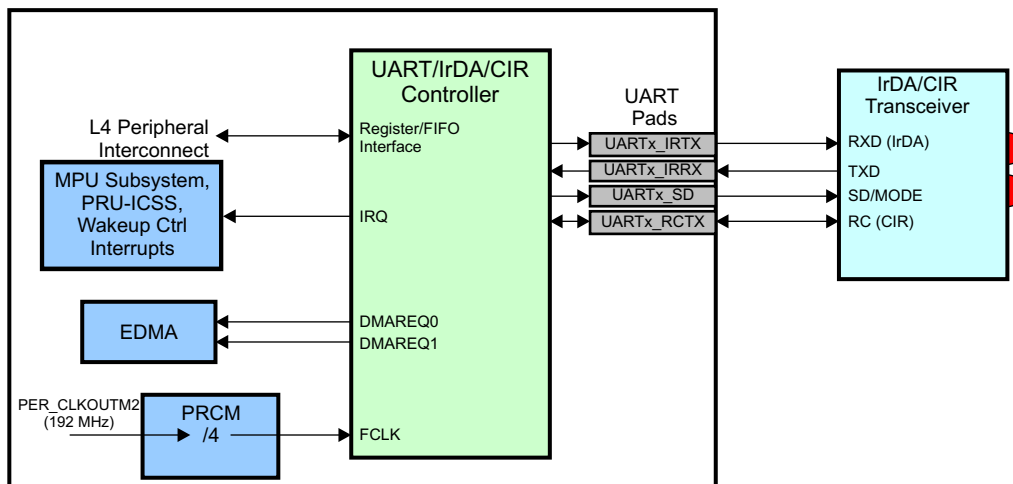 UART/IrDA/CIR
Controller
L4 Peripheral
Interconnect
Register/FIFO
Interface
MPU Subsystem,
PRU-ICSS,
Wakeup Ctrl
Interrupts
IRQ
EDMA
DMAREQ0
DMAREQ1
PER_CLKOUTM2
(192 MHz)
PRCM
/4
FCLK
UART
Pads
UARTx_IRTX
UARTx_IRRX
UARTx_SD
UARTx_RCTX
IrDA/CIR
Transceiver
RXD (IrDA)
TXD
SD/MODE
RC (CIR)